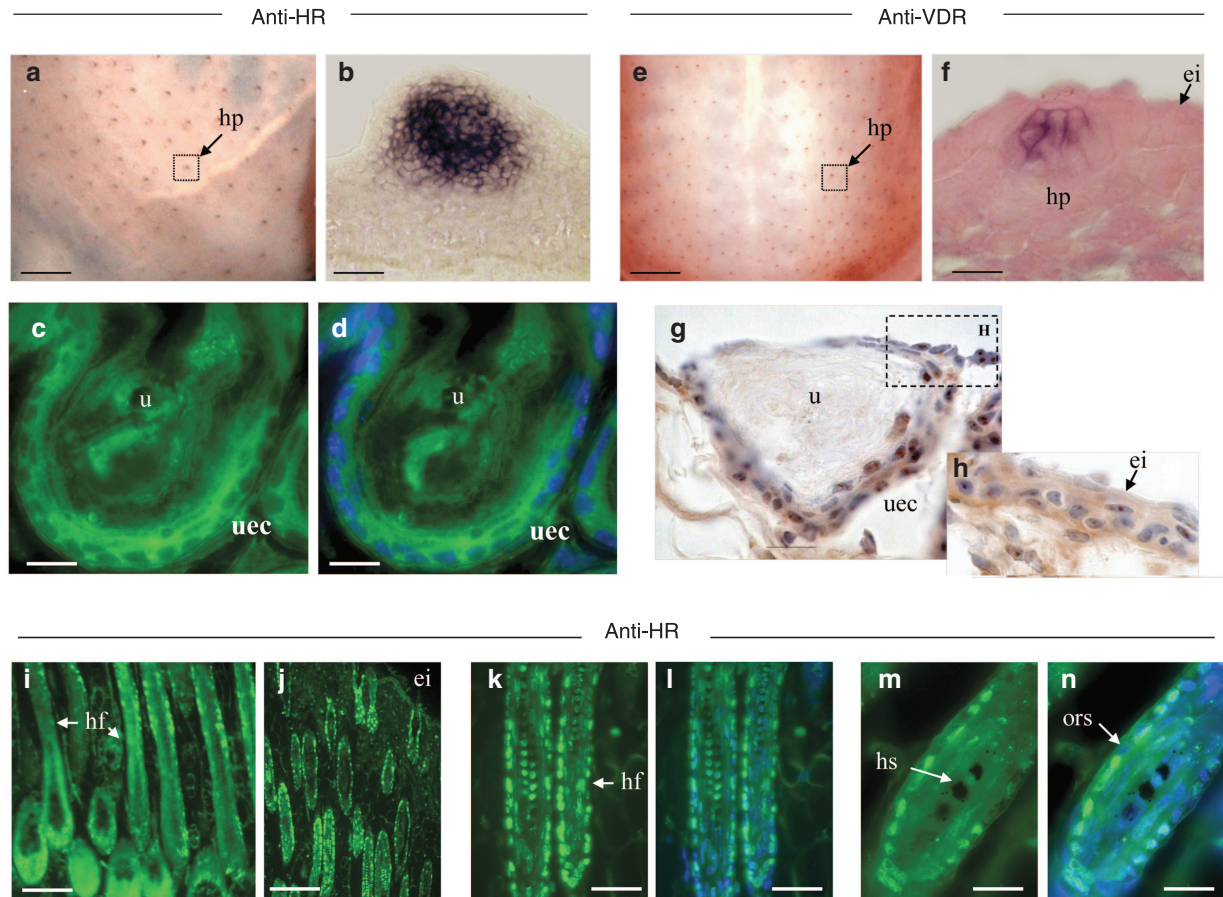 Anti-HR
Anti-VDR
a
hp
b
e
hp
f
ei
hp
c
u
uec
d
u
uec
g
H
u
uec
h
ei
Anti-HR
i
hf
j
ei
k
hf
l
m
hs
n
ors